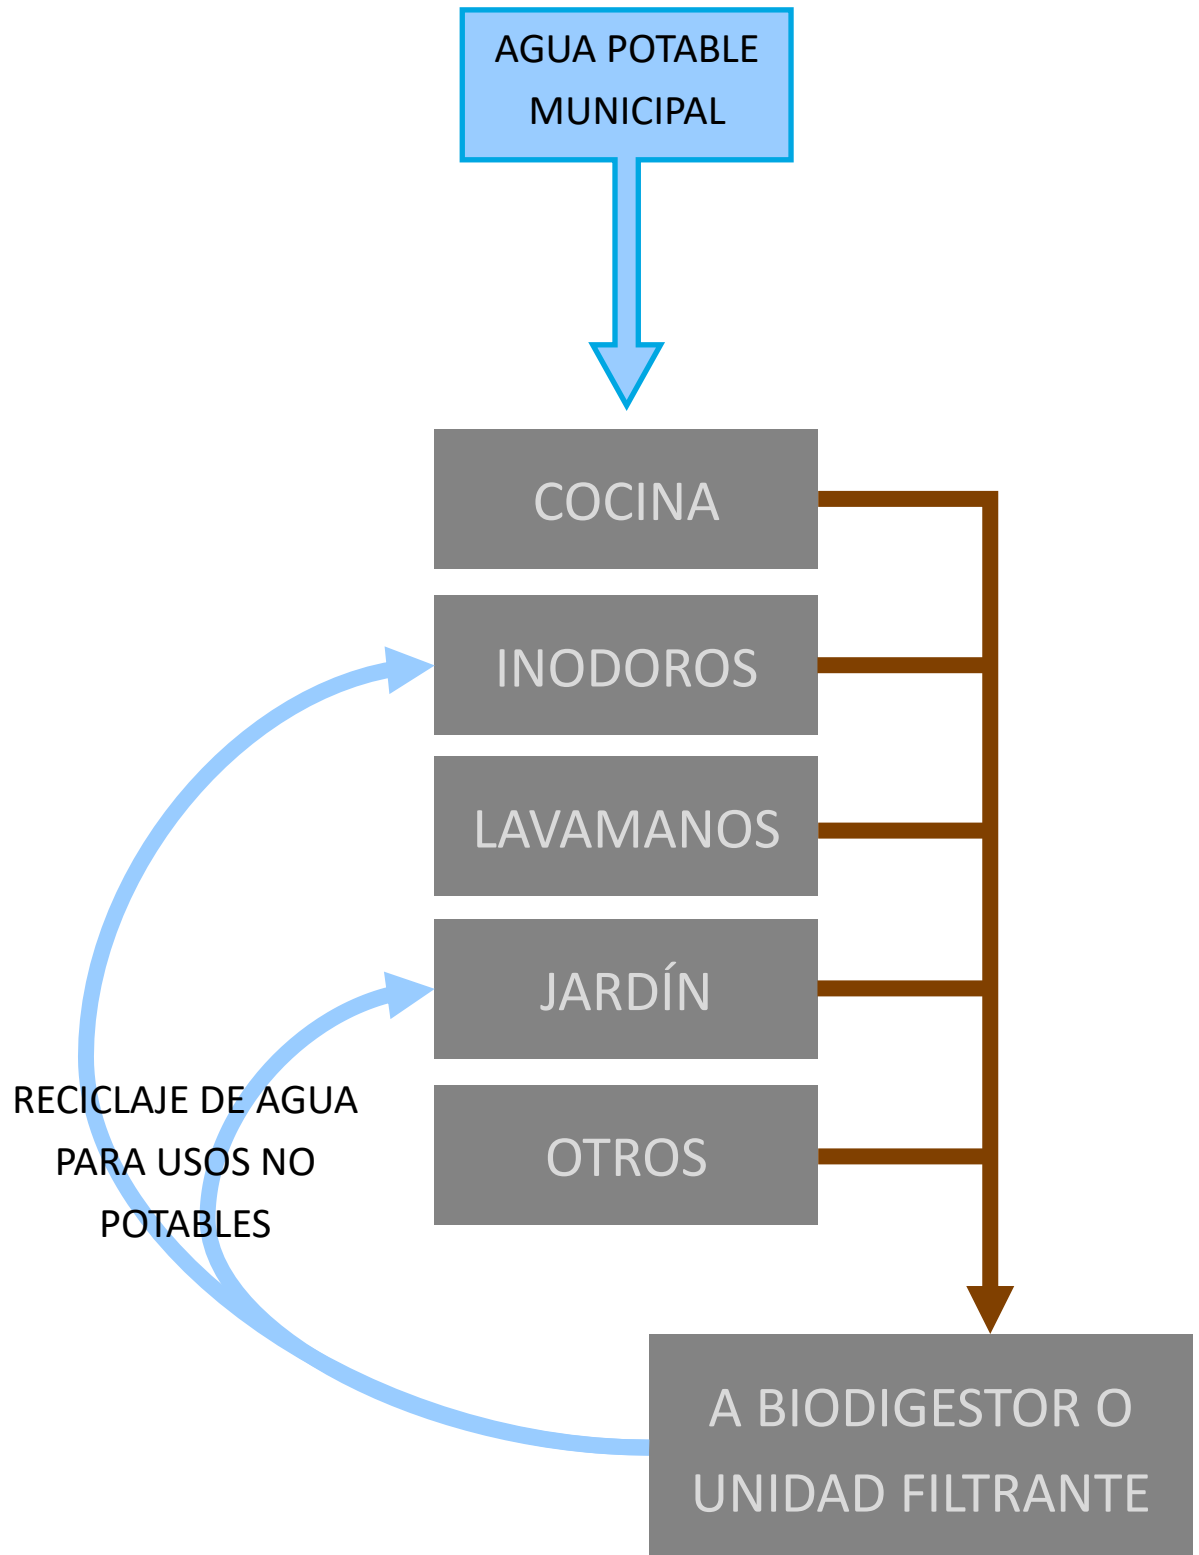 AGUA POTABLE
MUNICIPAL
COCINA
INODOROS
LAVAMANOS
JARDÍN
RECICLAJE DE AGUA
PARA USOS NO
POTABLES
OTROS
A BIODIGESTOR O
UNIDAD FILTRANTE